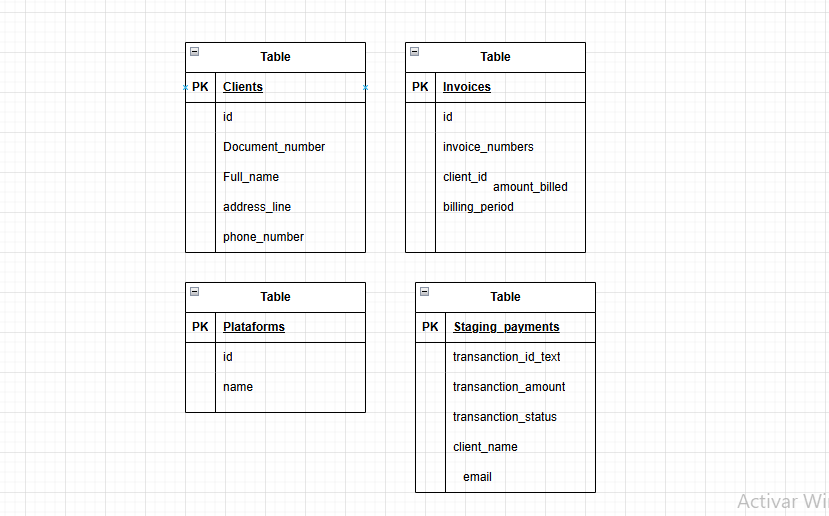 Table
PK Clients
id
Document_number
Full_name
address_line
phone_number
Table
PK Invoices
id
invoice_numbers
client_id
amount_billed
billing_period
Table
PK Plataforms
id
name
Table
PK Staging_payments
transanction_id_text
transanction_amount
transanction_status
client_name
email
Activar Wi